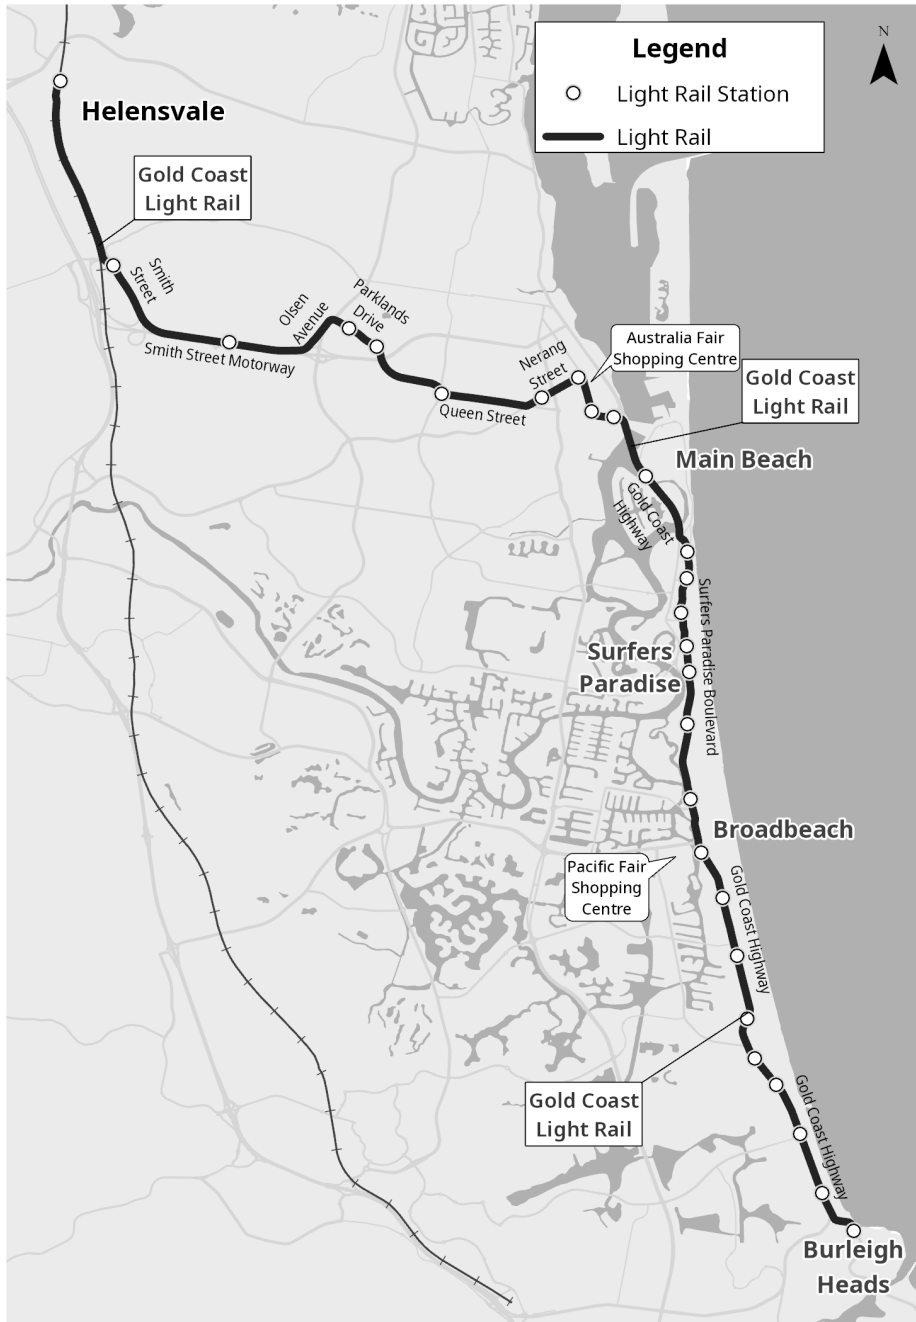 N
Legend
Light Rail Station
Light Rail
Helensvale
Gold Coast
Light Rail
Smith
Street
Olsen
Avenue
Parklands
Drive
Smith Street Motorway
Nerang
Street
Australia Fair
Shopping Centre
Gold Coast
Light Rail
Queen Street
Main Beach
Gold Coast
Highway
Surfers Paradise Boulevard
Surfers
Paradise
Broadbeach
Pacific Fair
Shopping
Centre
Gold Coast Highway
Gold Coast
Light Rail
Gold Coast Highway
Burleigh
Heads